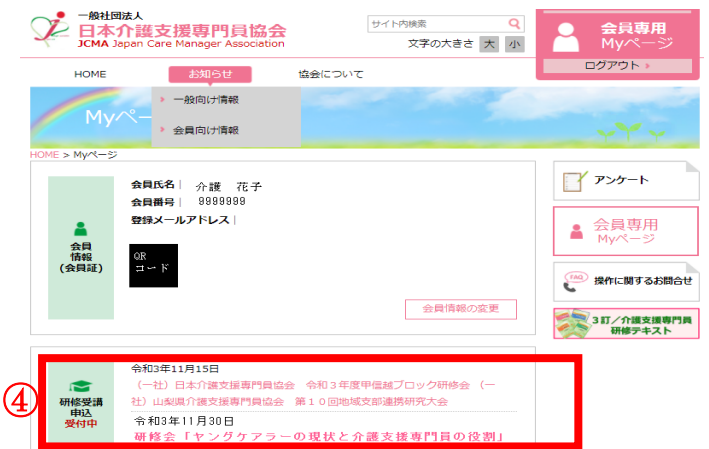 一般社団法人
日本介護支援専門員協会
JCMA Japan Care Manager Association
サイト内検索
文字の大きさ 大 小
会員専用
Myページ
ログアウト
HOME お知らせ 協会について
一般向け情報
会員向け情報
Myペー
HOME > Myページ
会員
情報
(会員証)
会員氏名| 介護 花子
会員番号| 9999999
登録メールアドレス|
QR
コード
会員情報の変更
アンケート
会員専用
Myページ
FAQ 操作に関するお問合せ
3訂/介護支援専門員
研修テキスト
④
研修受講
申込
受付中
令和3年11月15日
(一社)日本介護支援専門員協会 令和3年度甲信越ブロック研修会 (一
社)山梨県介護支援専門員協会 第10回地域支部連携研究大会
令和3年11月30日
研修会「ヤングケアラーの現状と介護支援専門員の役割」